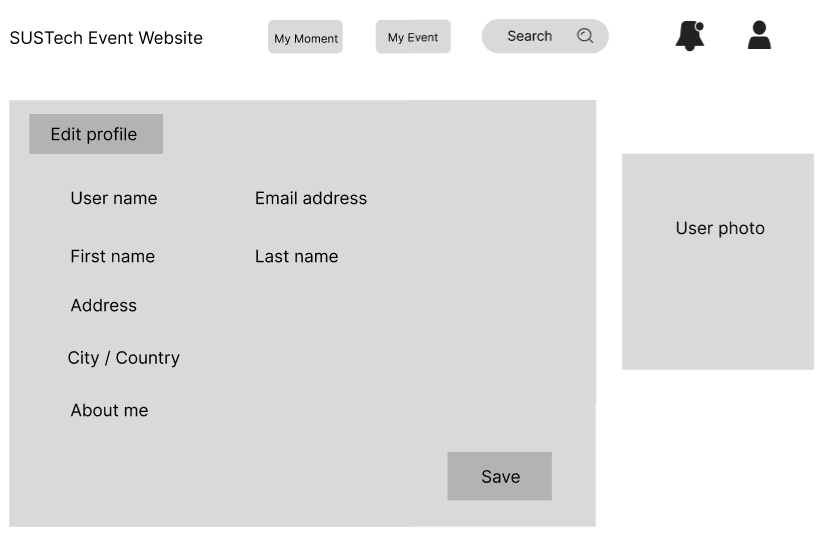 SUSTech Event Website
My Moment
My Event
Search
Edit profile
User name
Email address
First name
Last name
Address
City / Country
About me
Save
User photo